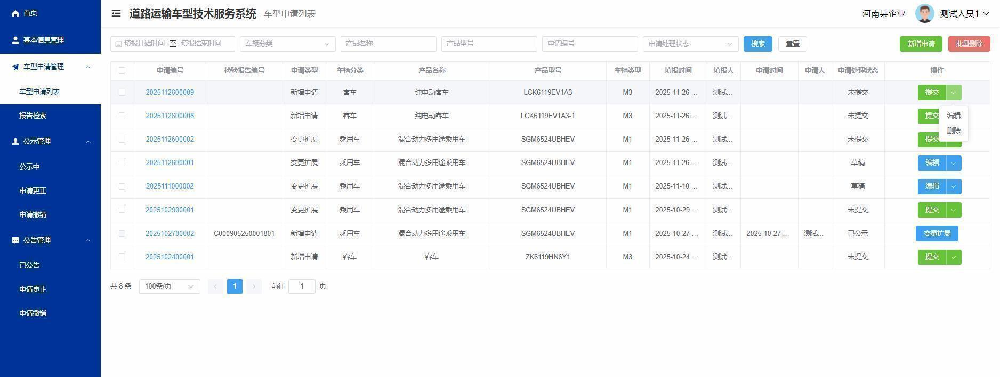 首页
基本信息管理
车型申请管理
车型申请列表
报告检索
公示管理
公示中
申请更正
申请撤销
公告管理
已公告
申请更正
申请撤销
道路运输车型技术服务系统 车型申请列表 河南某企业 测试人员1
填报开始时间 至 填报结束时间 车辆分类 产品名称 产品型号 申请编号 申请处理状态 搜索 重置 新增申请 批量删除
申请编号 检验报告编号 申请类型 车辆分类 产品名称 产品型号 车辆类型 填报时间 填报人 申请时间 申请人 申请处理状态 操作
2025112600009 新增申请 客车 纯电动客车 LCK6119EV1A3 M3 2025-11-26 ... 测试... 未提交 提交
2025112600008 新增申请 客车 纯电动客车 LCK6119EV1A3-1 M3 2025-11-26 ... 测试... 未提交 提交 编辑
删除
2025112600002 变更扩展 乘用车 混合动力多用途乘用车 SGM6524UBHEV M1 2025-11-26 ... 测试... 未提交 提交
2025112600001 变更扩展 乘用车 混合动力多用途乘用车 SGM6524UBHEV M1 2025-11-26 ... 测试... 草稿 编辑
2025111000002 变更扩展 乘用车 混合动力多用途乘用车 SGM6524UBHEV M1 2025-11-10 ... 测试... 草稿 编辑
2025102900001 变更扩展 乘用车 混合动力多用途乘用车 SGM6524UBHEV M1 2025-10-29 ... 测试... 未提交 提交
2025102700002 C000905250001801 新增申请 乘用车 混合动力多用途乘用车 SGM6524UBHEV M1 2025-10-27 ... 测试... 2025-10-27 ... 测试... 已公示 变更扩展
2025102400001 新增申请 客车 客车 ZK6119HN6Y1 M3 2025-10-24 ... 测试... 未提交 提交
共 8 条 100条/页 1 前往 1 页